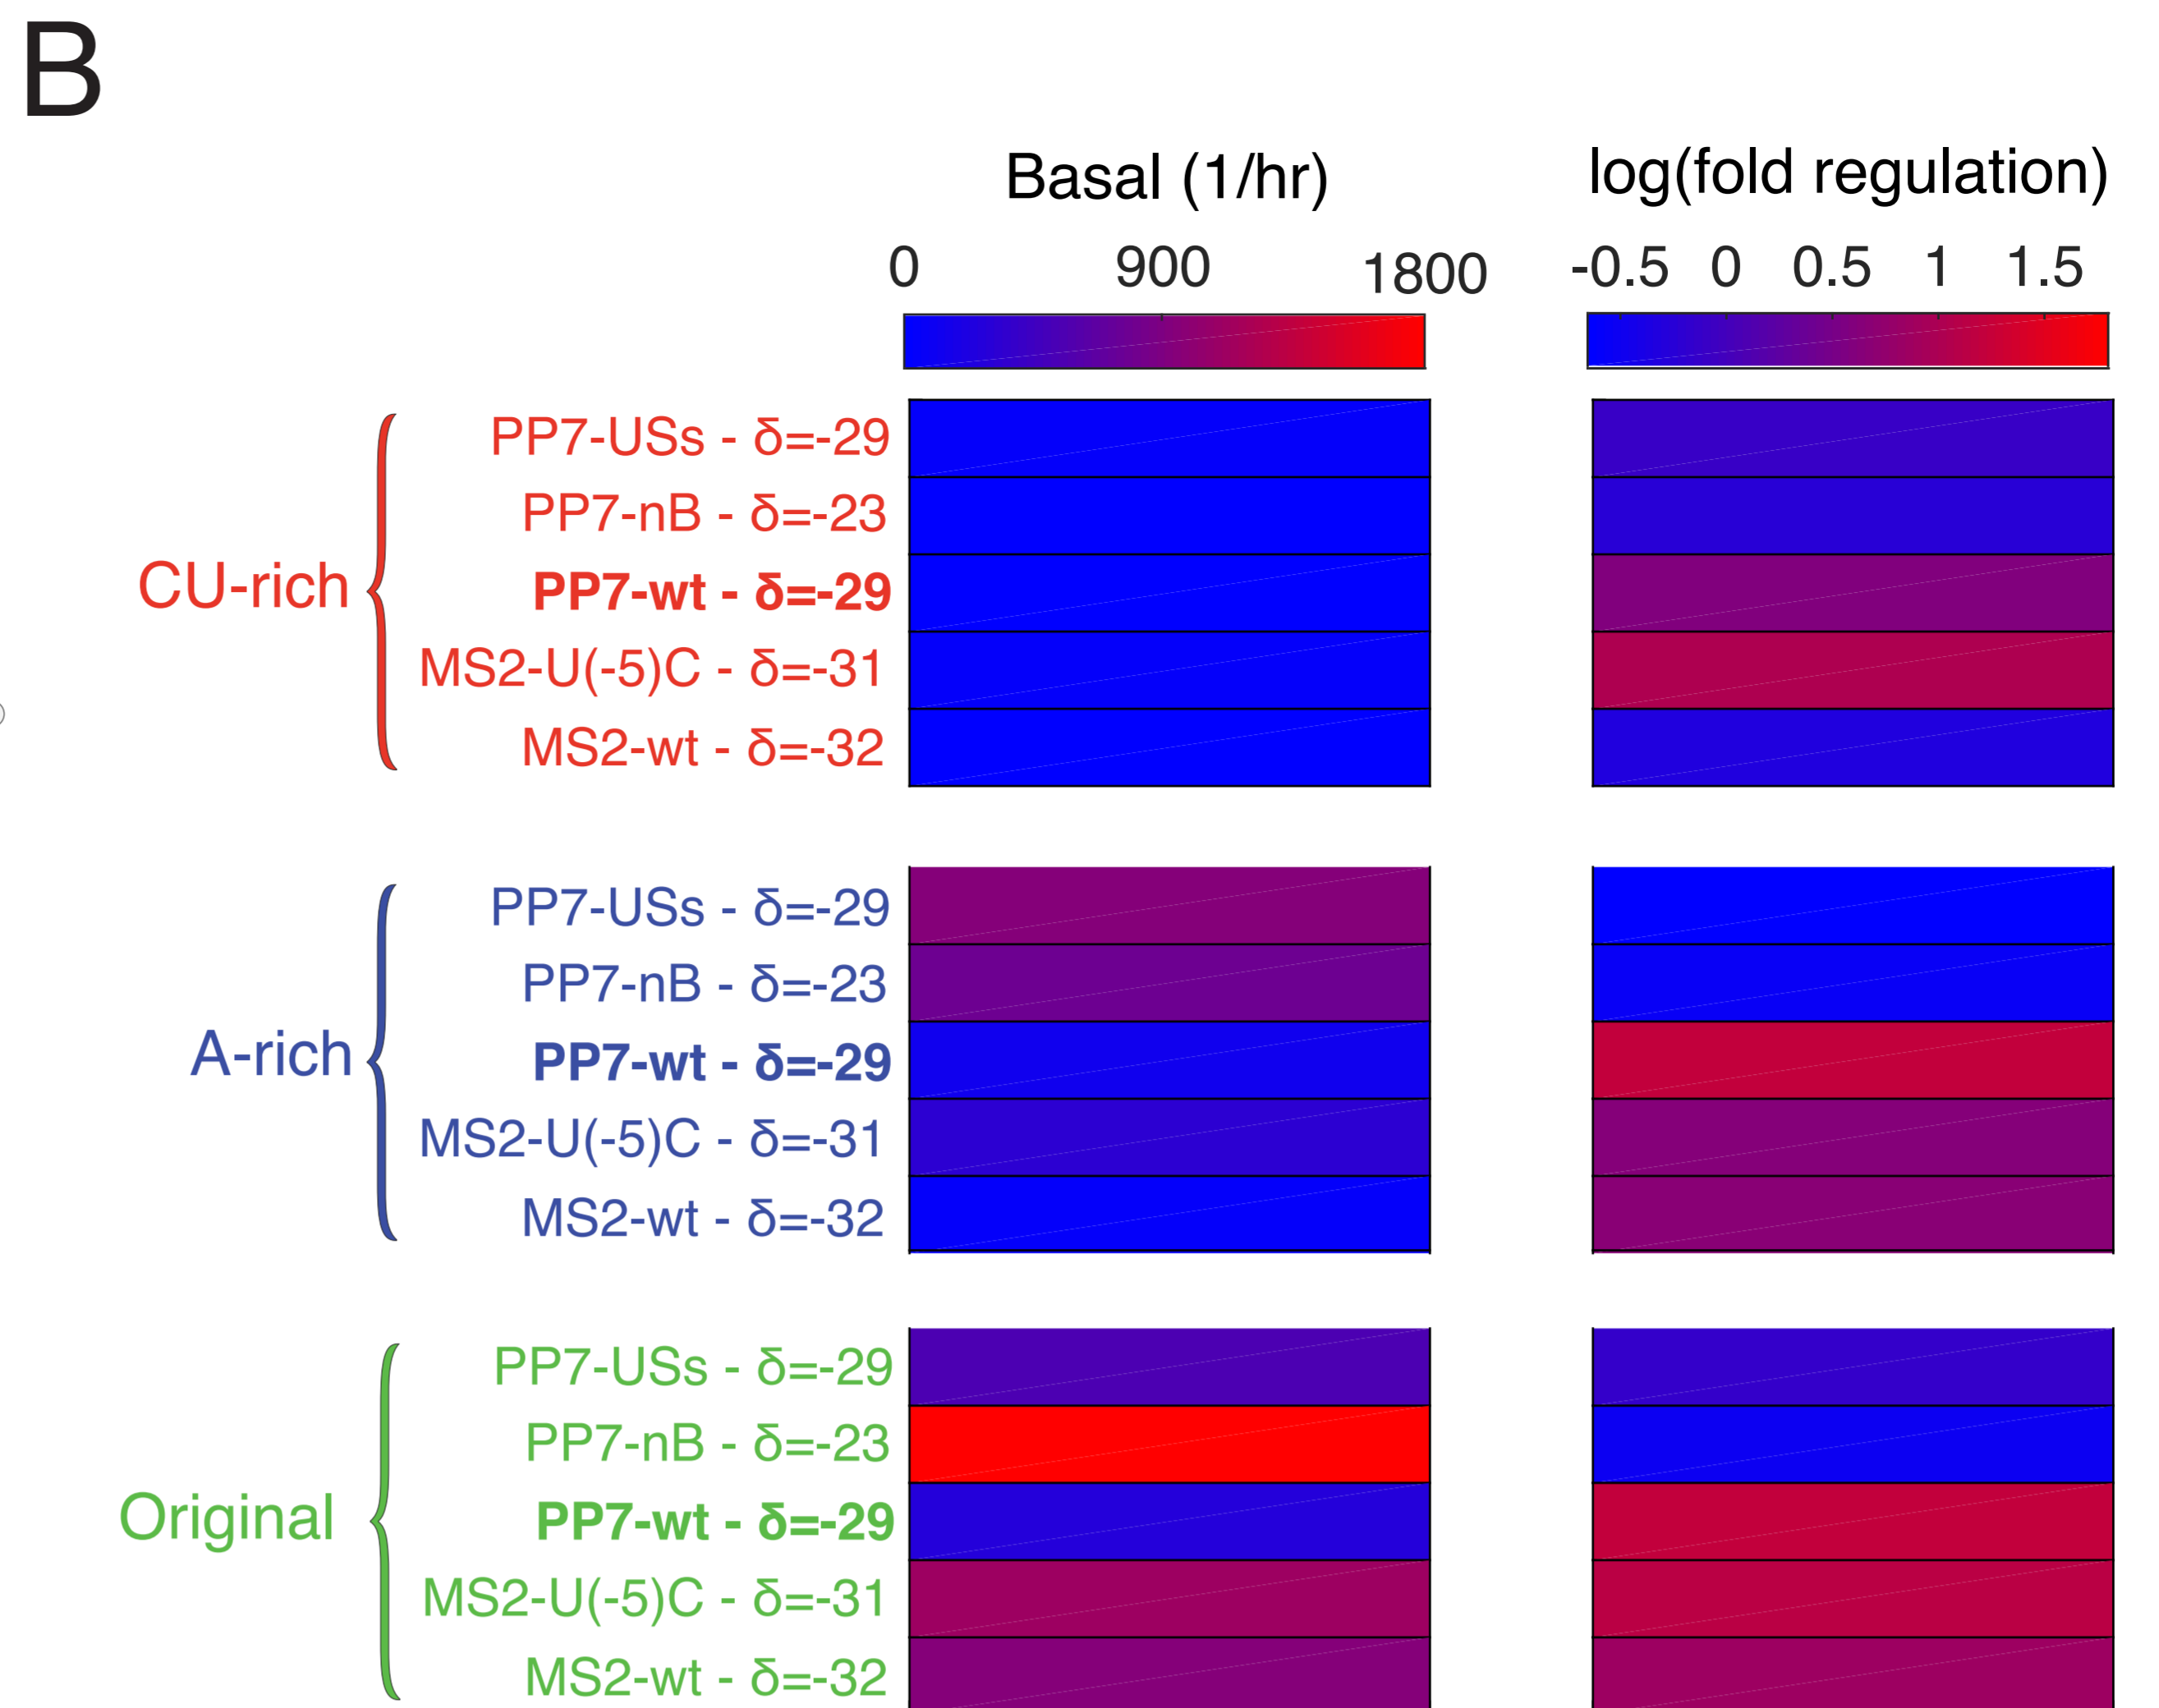 B
Basal (1/hr)
log(fold regulation)
0 900 1800
-0.5 0 0.5 1 1.5
CU-rich
PP7-USs - δ=-29
PP7-nB - δ=-23
PP7-wt - δ=-29
MS2-U(-5)C - δ=-31
MS2-wt - δ=-32
A-rich
PP7-USs - δ=-29
PP7-nB - δ=-23
PP7-wt - δ=-29
MS2-U(-5)C - δ=-31
MS2-wt - δ=-32
Original
PP7-USs - δ=-29
PP7-nB - δ=-23
PP7-wt - δ=-29
MS2-U(-5)C - δ=-31
MS2-wt - δ=-32